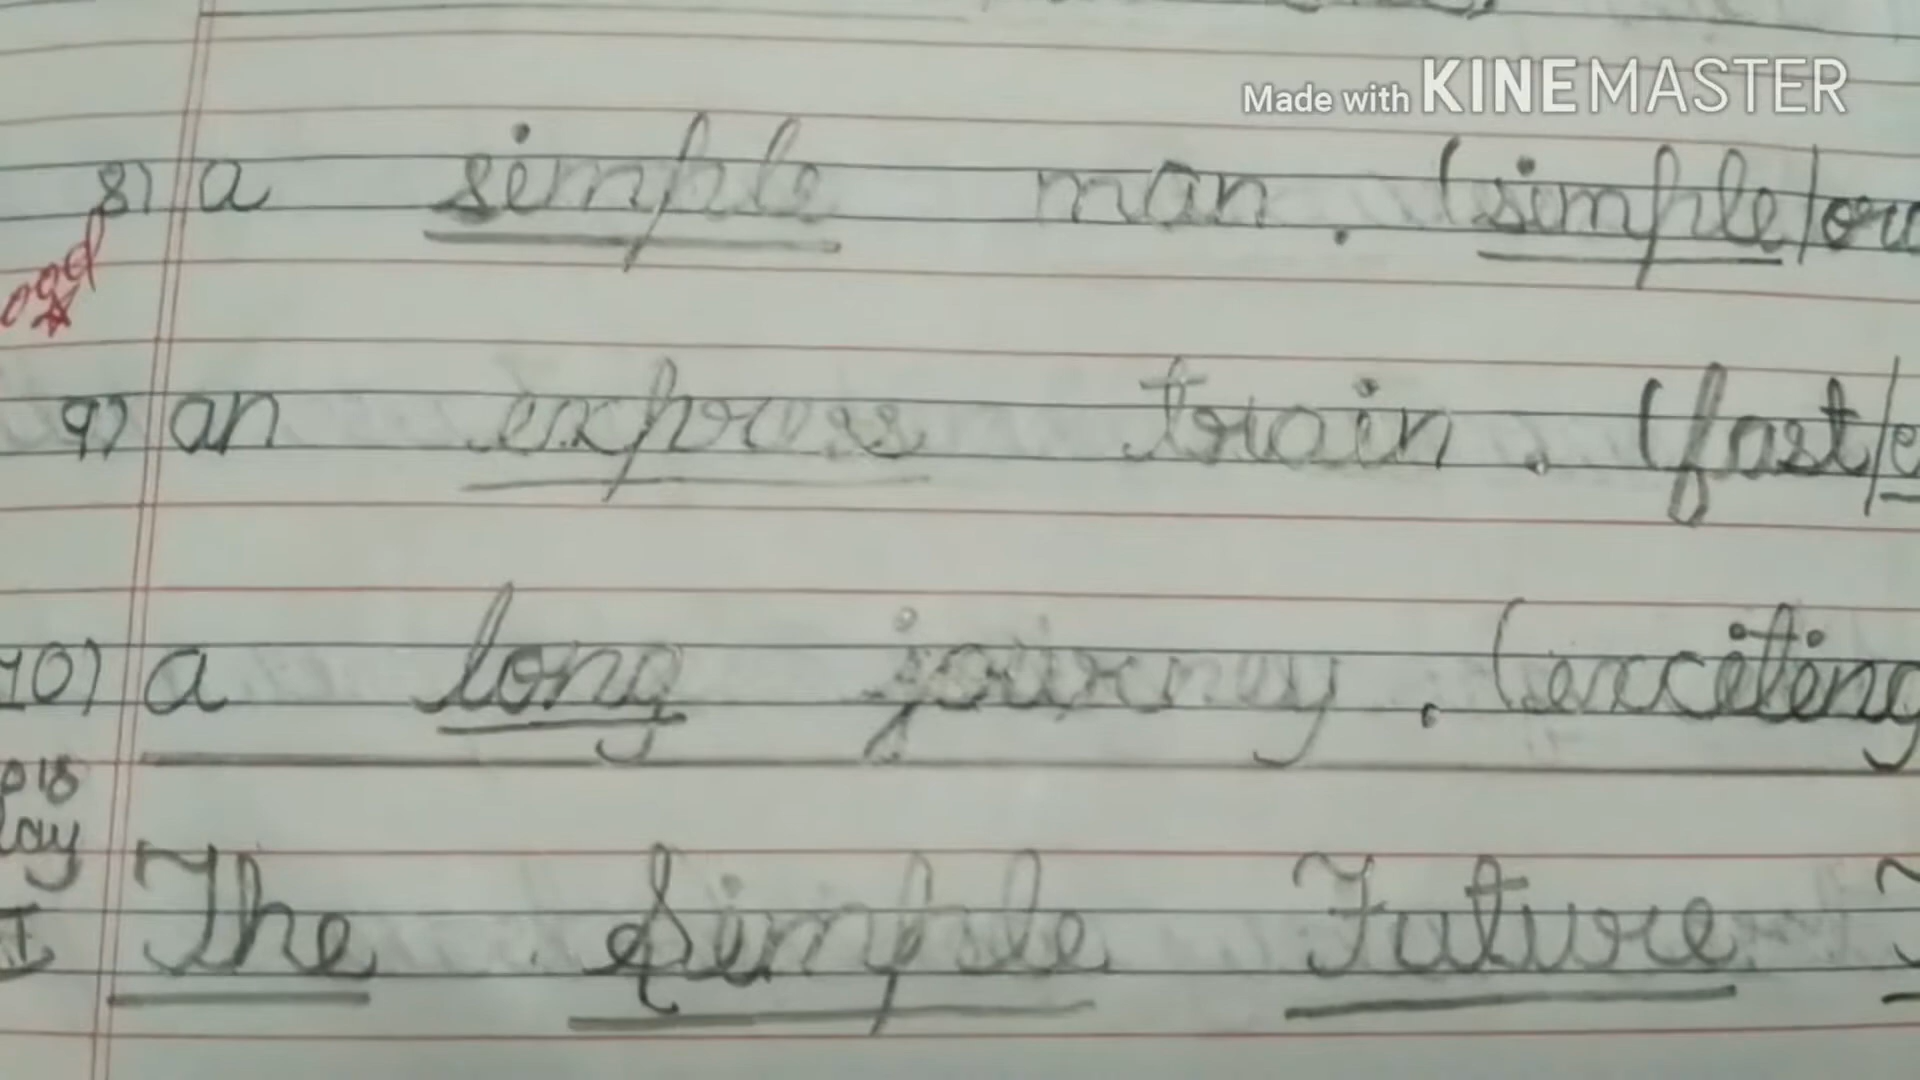 Made with KINEMASTER
8) a simple man. (simple/
9) an express train. (fast/
10) a long journey. (exciting
The Simple Future